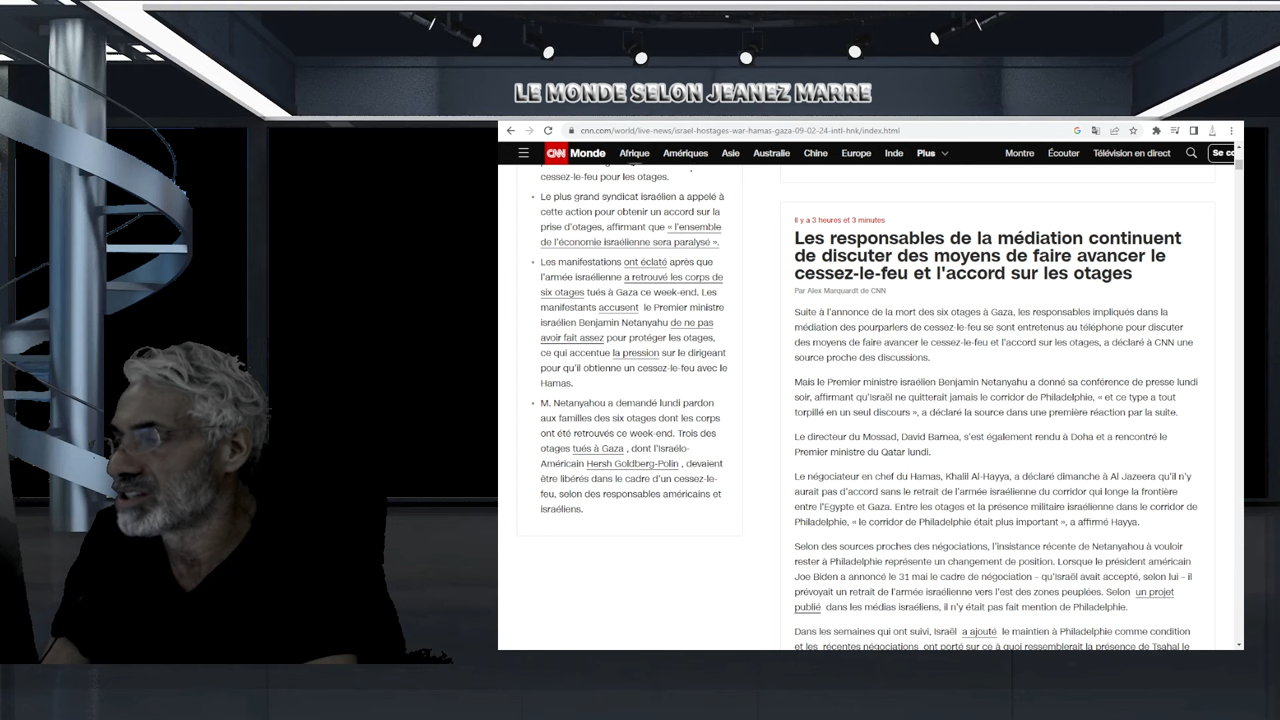 LE MONDE SELON JEANEZ MARRE
cnn.com/world/live-news/israel-hostages-war-hamas-gaza-09-02-24-intl-hnk/index.html
CNN Monde Afrique Amériques Asie Australie Chine Europe Inde Plus Montre Écouter Télévision en direct Se co
cessez-le-feu pour les otages.
Le plus grand syndicat israélien a appelé à
cette action pour obtenir un accord sur la
prise d'otages, affirmant que « l'ensemble
de l'économie israélienne sera paralysé ».
Les manifestations ont éclaté après que
l'armée israélienne a retrouvé les corps de
six otages tués à Gaza ce week-end. Les
manifestants accusent le Premier ministre
israélien Benjamin Netanyahu de ne pas
avoir fait assez pour protéger les otages,
ce qui accentue la pression sur le dirigeant
pour qu'il obtienne un cessez-le-feu avec le
Hamas.
M. Netanyahou a demandé lundi pardon
aux familles des six otages dont les corps
ont été retrouvés ce week-end. Trois des
otages tués à Gaza , dont l'Israélo-
Américain Hersh Goldberg-Polin , devaient
être libérés dans le cadre d'un cessez-le-
feu, selon des responsables américains et
israéliens.
Il y a 3 heures et 3 minutes
Les responsables de la médiation continuent
de discuter des moyens de faire avancer le
cessez-le-feu et l'accord sur les otages
Par Alex Marquardt de CNN
Suite à l'annonce de la mort des six otages à Gaza, les responsables impliqués dans la
médiation des pourparlers de cessez-le-feu se sont entretenus au téléphone pour discuter
des moyens de faire avancer le cessez-le-feu et l'accord sur les otages, a déclaré à CNN une
source proche des discussions.
Mais le Premier ministre israélien Benjamin Netanyahu a donné sa conférence de presse lundi
soir, affirmant qu'Israël ne quitterait jamais le corridor de Philadelphie, « et ce type a tout
torpillé en un seul discours », a déclaré la source dans une première réaction par la suite.
Le directeur du Mossad, David Barnea, s'est également rendu à Doha et a rencontré le
Premier ministre du Qatar lundi.
Le négociateur en chef du Hamas, Khalil Al-Hayya, a déclaré dimanche à Al Jazeera qu'il n'y
aurait pas d'accord sans le retrait de l'armée israélienne du corridor qui longe la frontière
entre l'Egypte et Gaza. Entre les otages et la présence militaire israélienne dans le corridor de
Philadelphie, « le corridor de Philadelphie était plus important », a affirmé Hayya.
Selon des sources proches des négociations, l'insistance récente de Netanyahou à vouloir
rester à Philadelphie représente un changement de position. Lorsque le président américain
Joe Biden a annoncé le 31 mai le cadre de négociation – qu'Israël avait accepté, selon lui – il
prévoyait un retrait de l'armée israélienne vers l'est des zones peuplées. Selon un projet
publié dans les médias israéliens, il n'y était pas fait mention de Philadelphie.
Dans les semaines qui ont suivi, Israël a ajouté le maintien à Philadelphie comme condition
et les récentes négociations ont porté sur ce à quoi ressemblerait la présence de Tsahal le